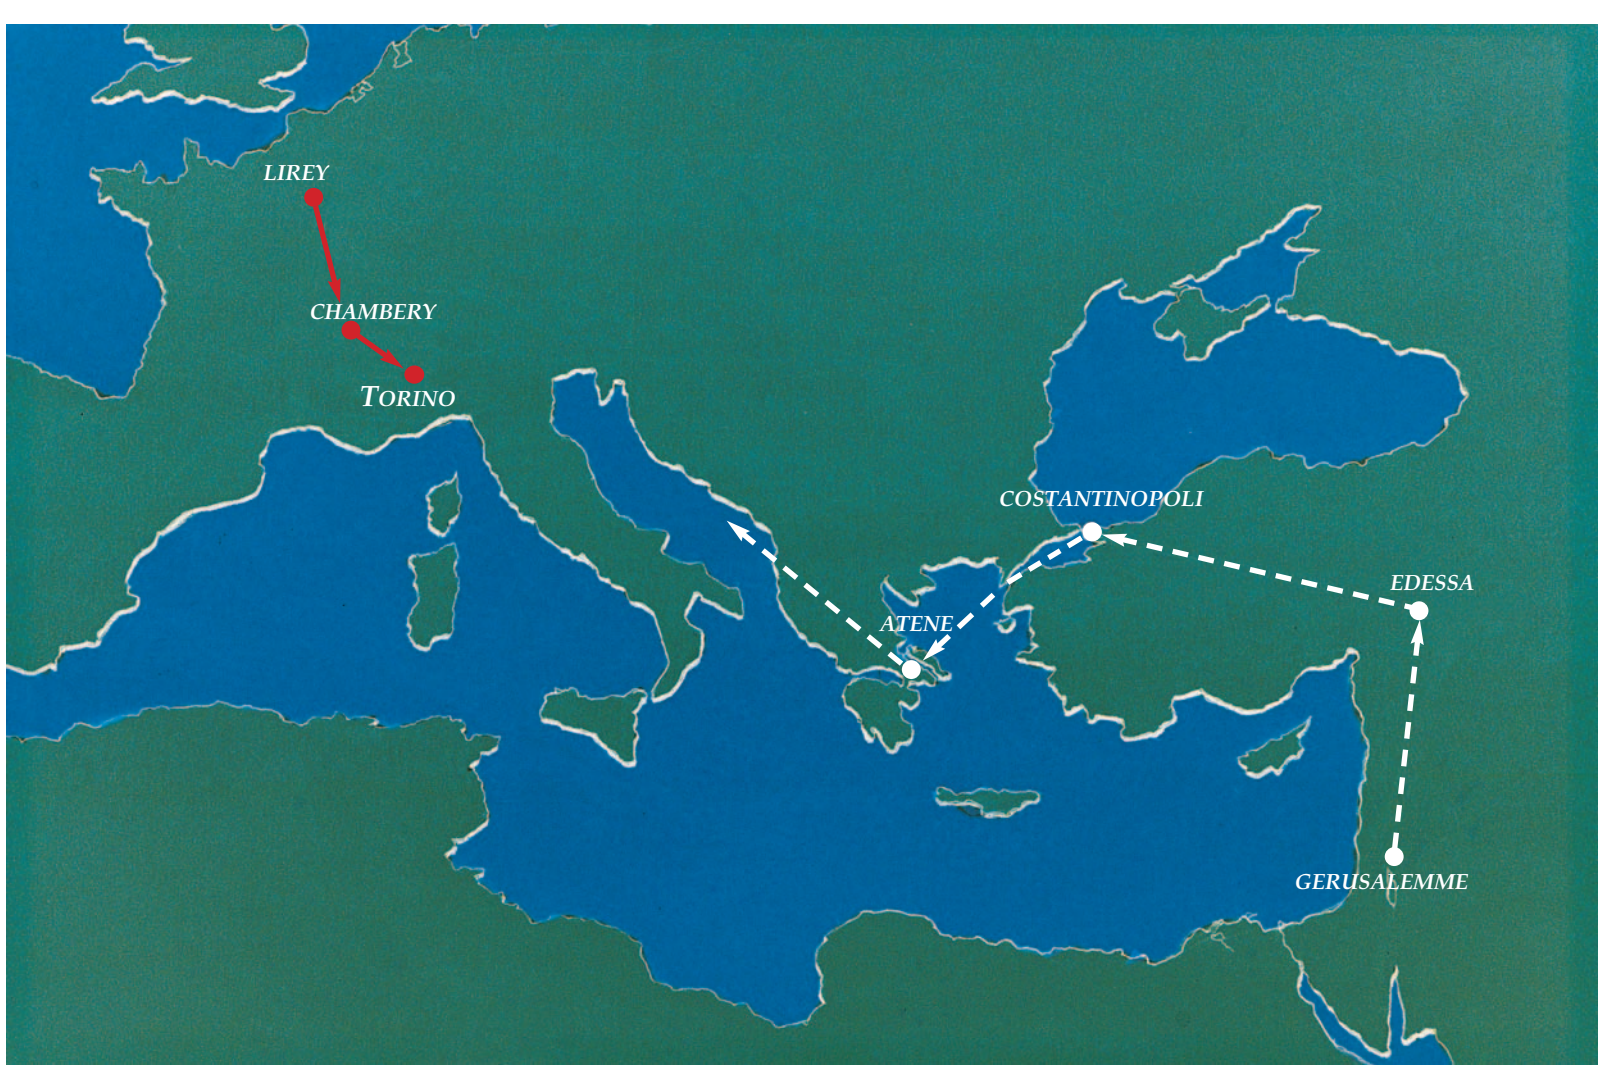 LIREY
CHAMBERY
TORINO
COSTANTINOPOLI
EDESSA
ATENE
GERUSALEMME